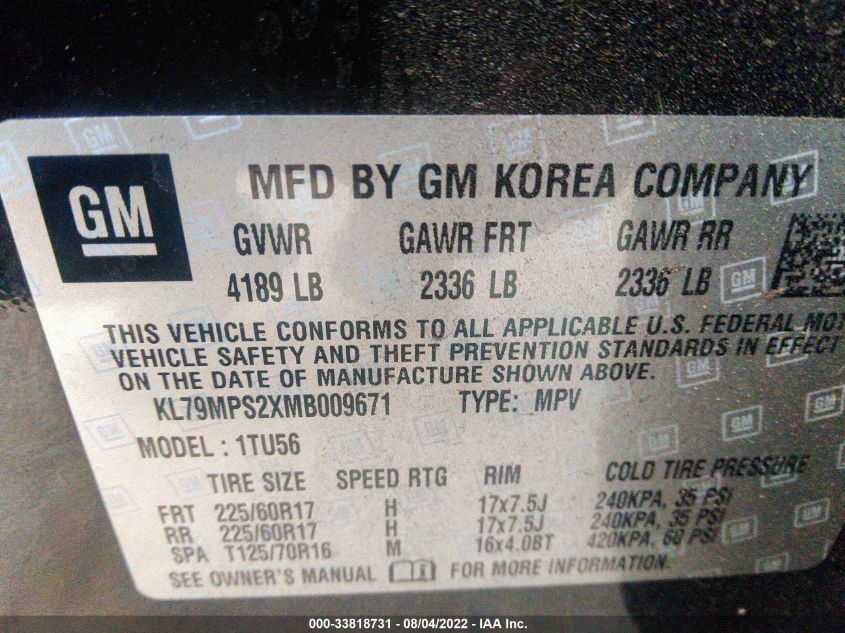 GM
MFD BY GM KOREA COMPANY
GVWR GAWR FRT GAWR RR
4189 LB 2336 LB 2336 LB
THIS VEHICLE CONFORMS TO ALL APPLICABLE U.S. FEDERAL MOT
VEHICLE SAFETY AND THEFT PREVENTION STANDARDS IN EFFECT
ON THE DATE OF MANUFACTURE SHOWN ABOVE.
KL79MPS2XMB009671 TYPE: MPV
MODEL : 1TU56
TIRE SIZE SPEED RTG RIM COLD TIRE PRESSURE
FRT 225/60R17 H 17x7.5J 240KPA, 35 PSI
RR 225/60R17 H 17x7.5J 240KPA, 35 PSI
SPA T125/70R16 M 16x4.0BT 420KPA, 60 PSI
SEE OWNER'S MANUAL FOR MORE INFORMATION.
000-33818731 - 08/04/2022 - IAA Inc.